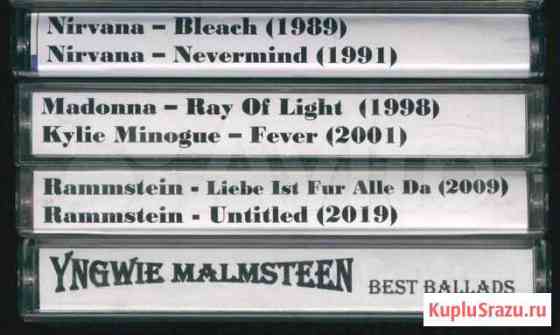 Nirvana – Bleach (1989)
Nirvana – Nevermind (1991)
Madonna – Ray Of Light (1998)
Kylie Minogue – Fever (2001)
Rammstein - Liebe Ist Fur Alle Da (2009)
Rammstein - Untitled (2019)
YNGWIE MALMSTEEN BEST BALLADS
KupluSrazu.ru